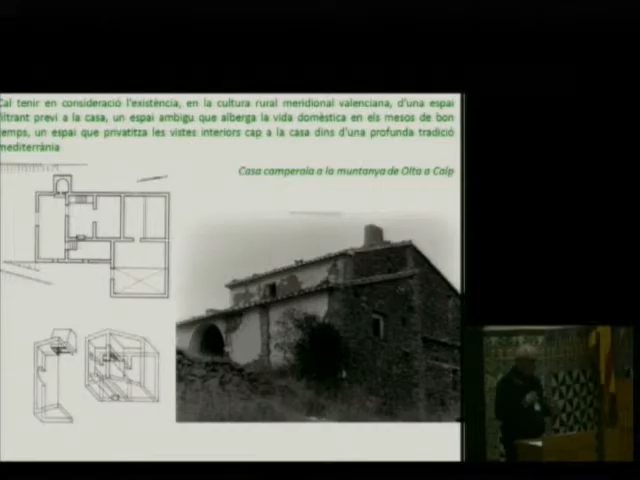 Cal tenir en consideració l'existència, en la cultura rural meridional valenciana, d'una espai
filtrant previ a la casa, un espai ambigu que alberga la vida domèstica en els mesos de bon
temps, un espai que privatitza les vistes interiors cap a la casa dins d'una profunda tradició
mediterrània
Casa camperola a la muntanya de Olta a Calp